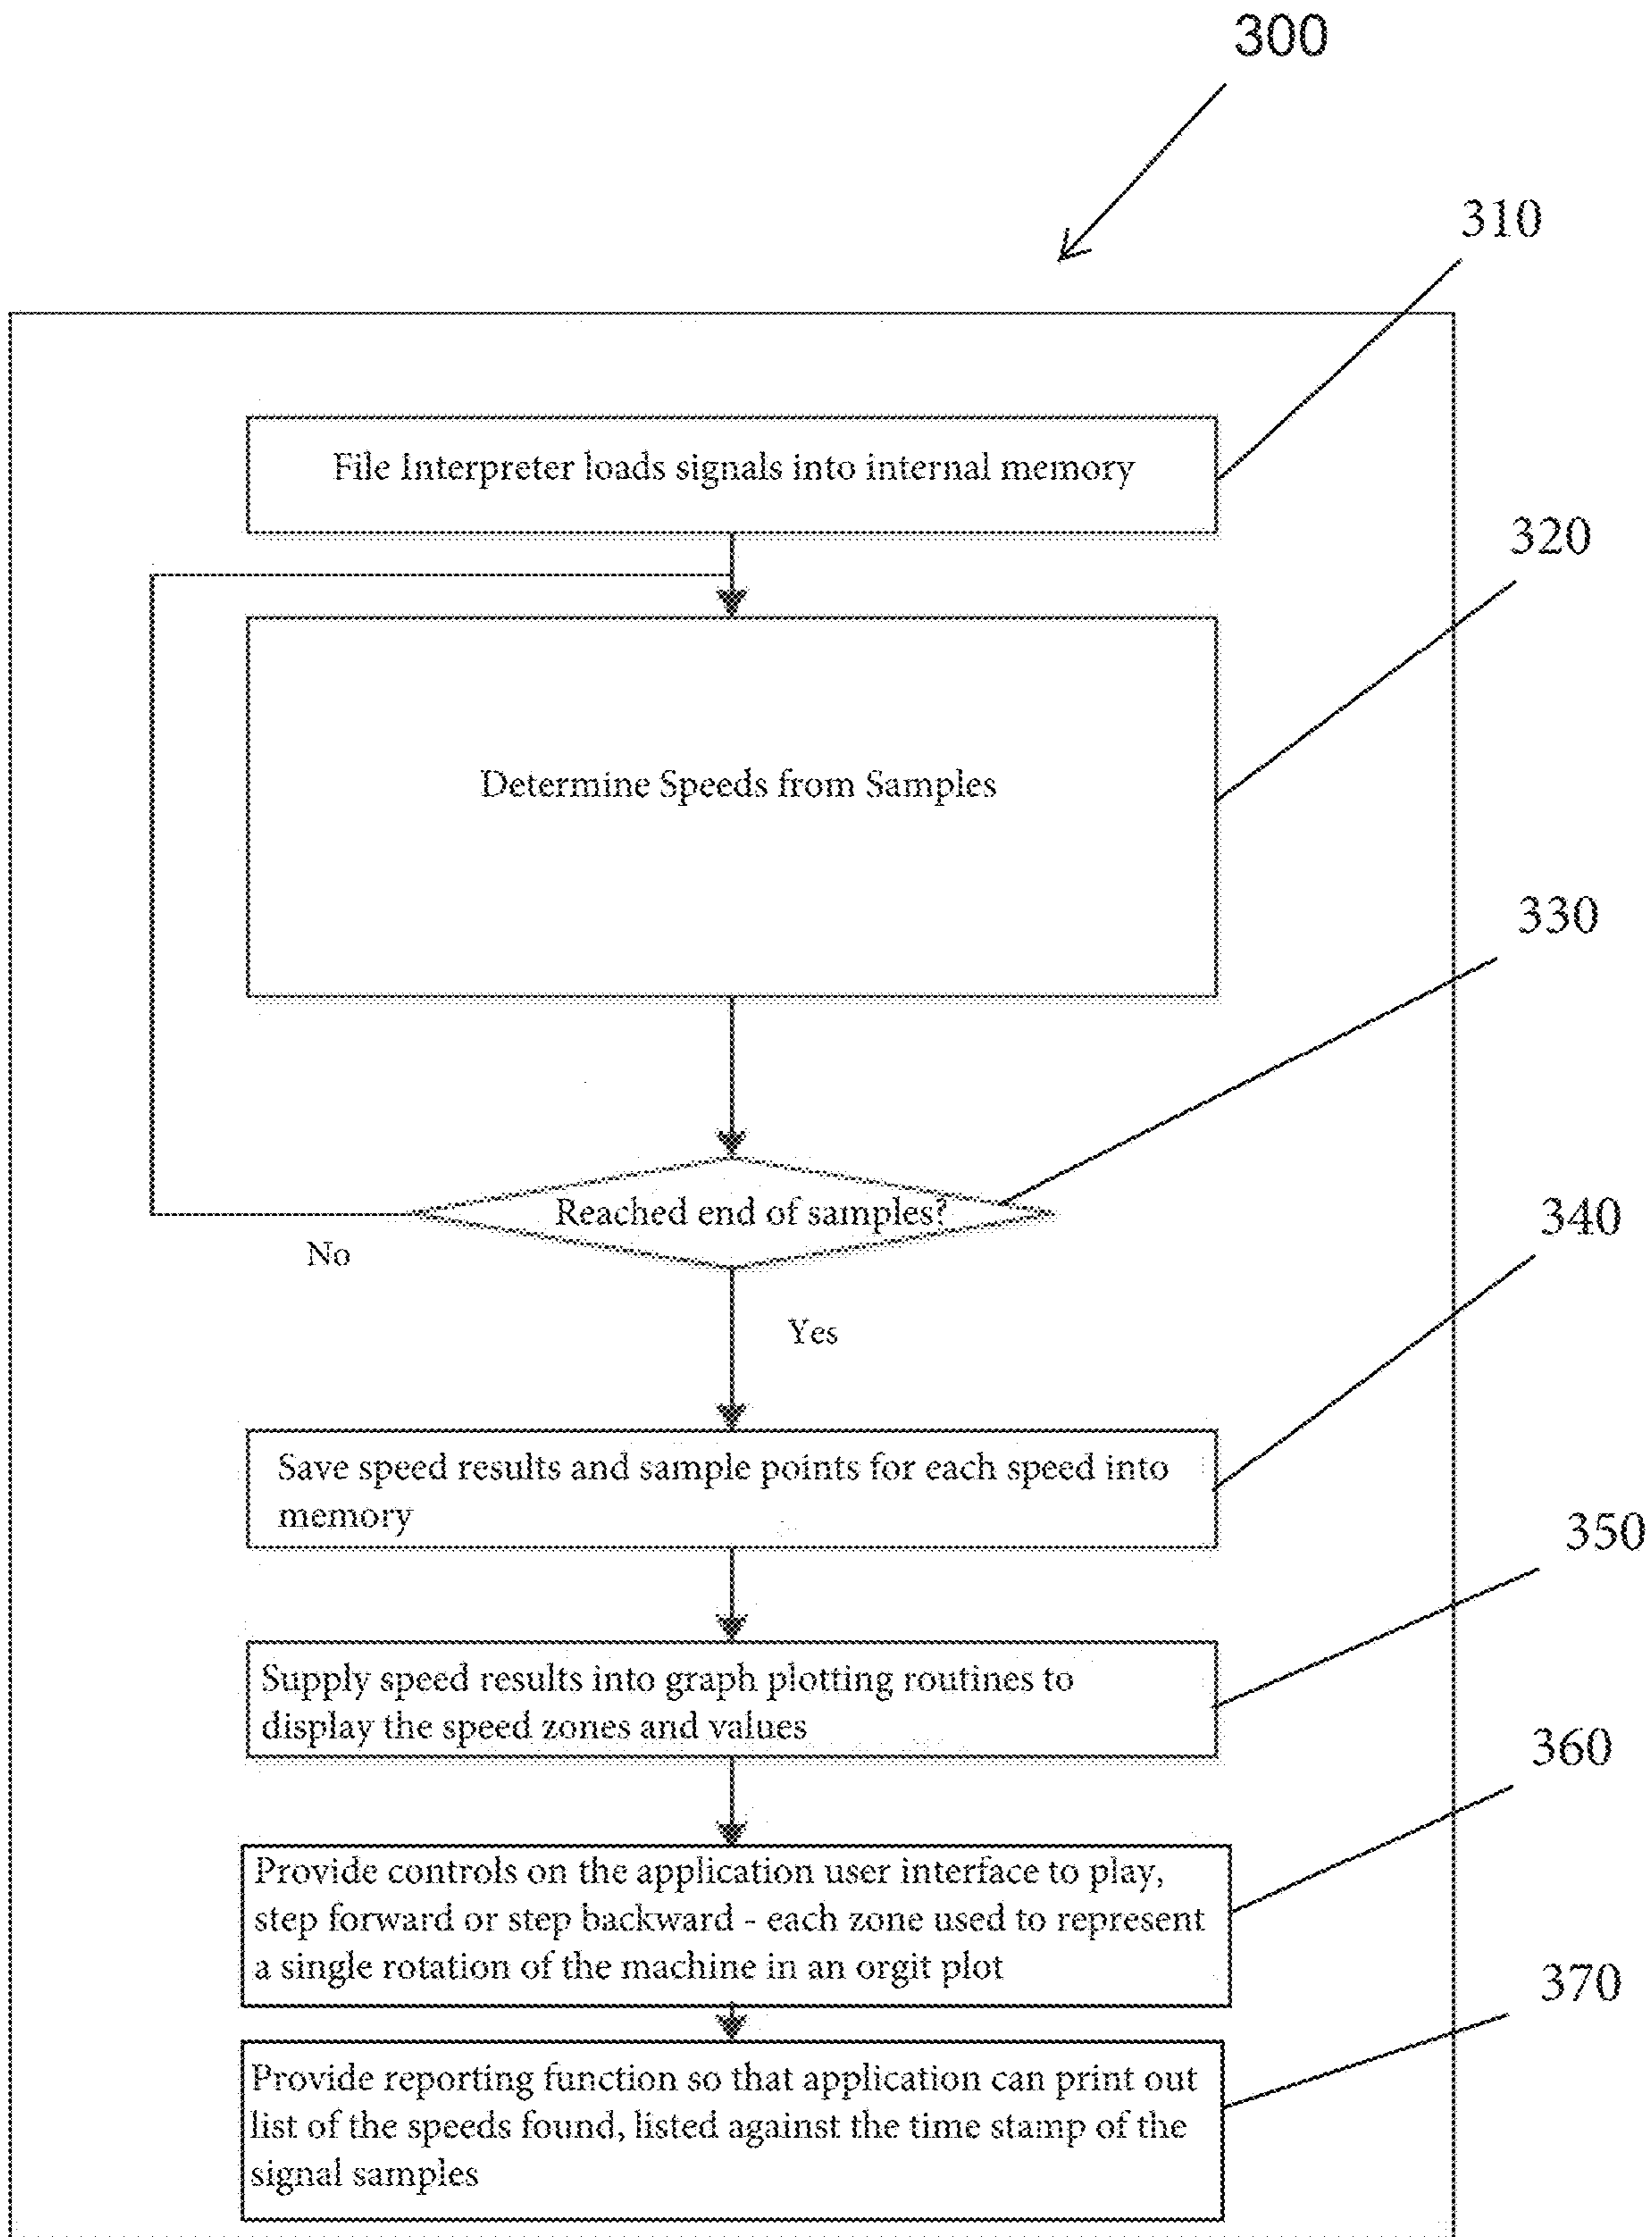 300
310
File Interpreter loads signals into internal memory
320
Determine Speeds from Samples
330
Reached end of samples?
No
340
Yes
Save speed results and sample points for each speed into
memory
350
Supply speed results into graph plotting routines to
display the speed zones and values
360
Provide controls on the application user interface to play,
step forward or step backward - each zone used to represent
a single rotation of the machine in an orgit plot
370
Provide reporting function so that application can print out
list of the speeds found, listed against the time stamp of the
signal samples